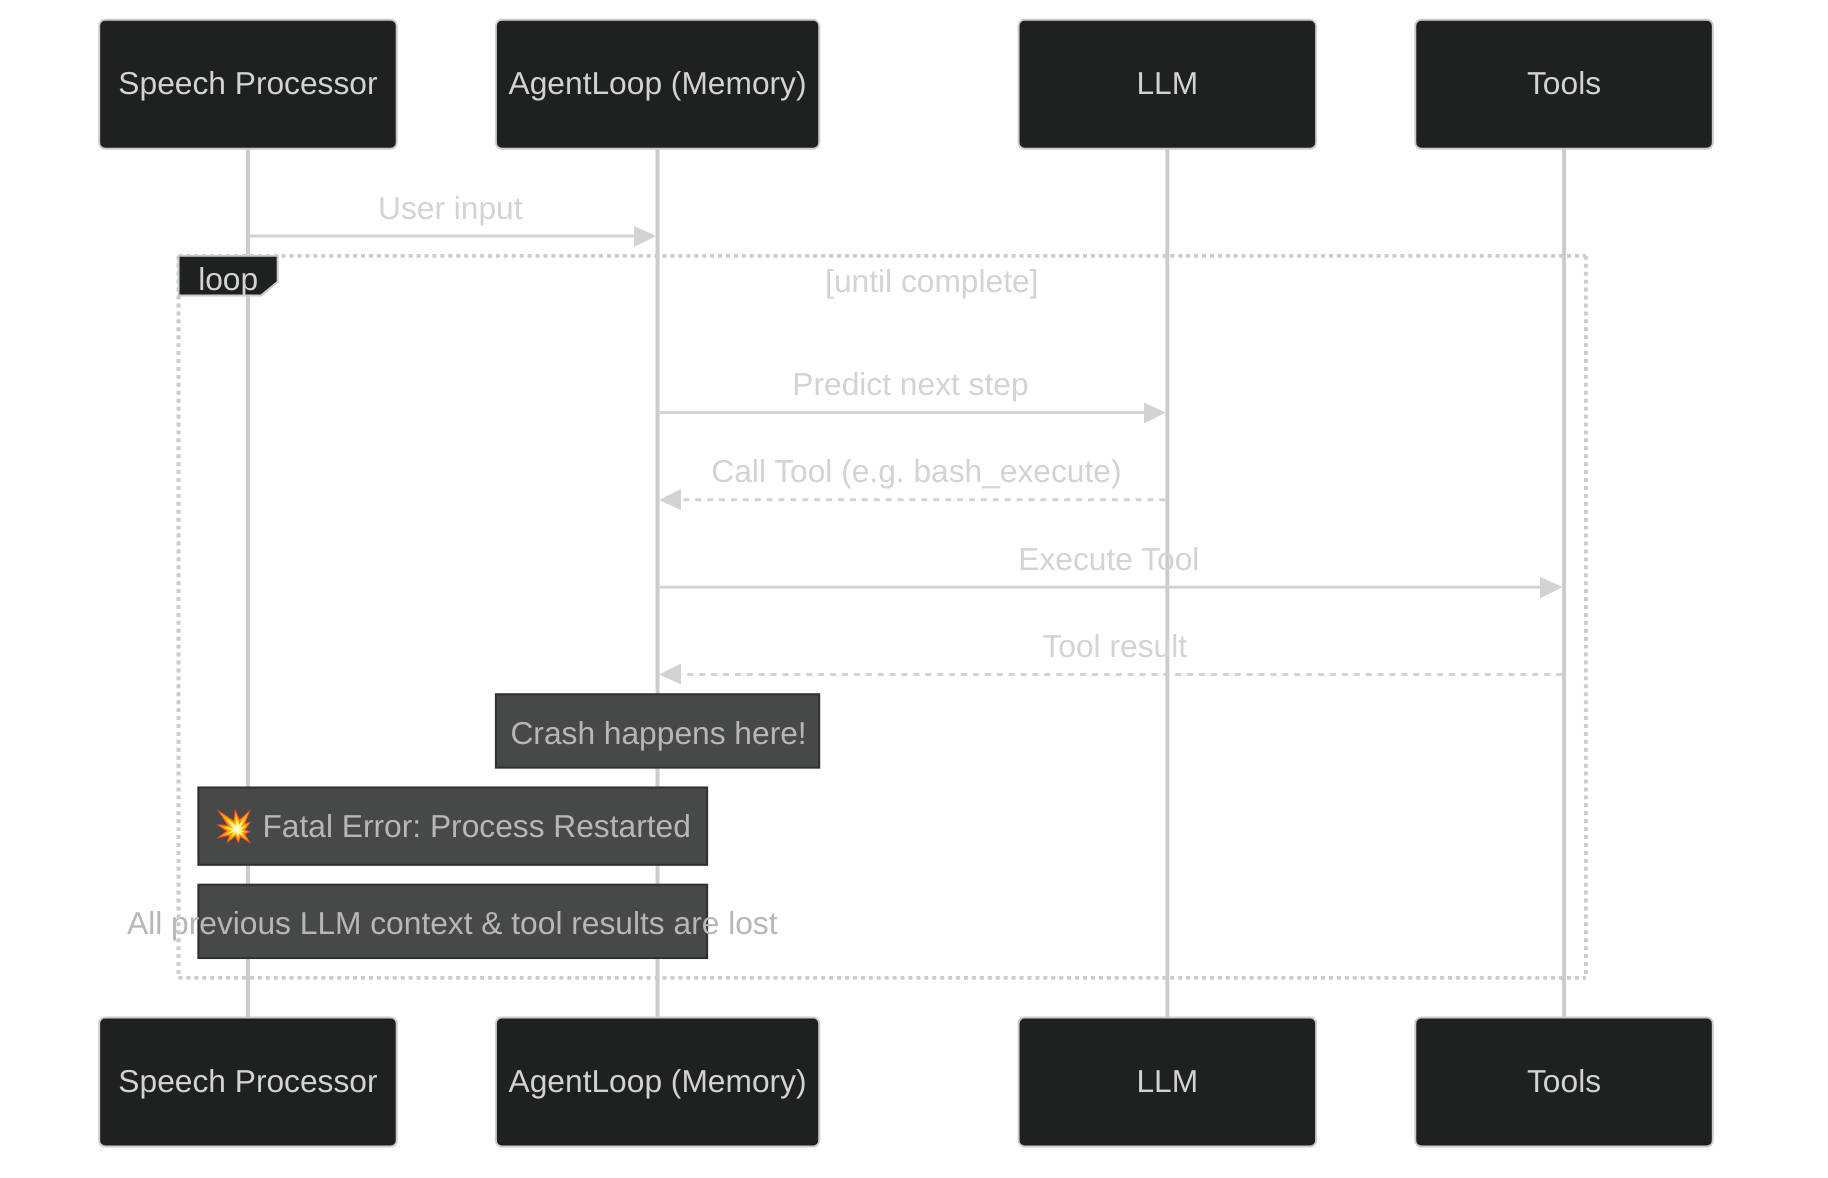 Speech Processor
AgentLoop (Memory)
LLM
Tools
User input
loop
[until complete]
Predict next step
Call Tool (e.g. bash_execute)
Execute Tool
Tool result
Crash happens here!
💥 Fatal Error: Process Restarted
All previous LLM context & tool results are lost
Speech Processor
AgentLoop (Memory)
LLM
Tools